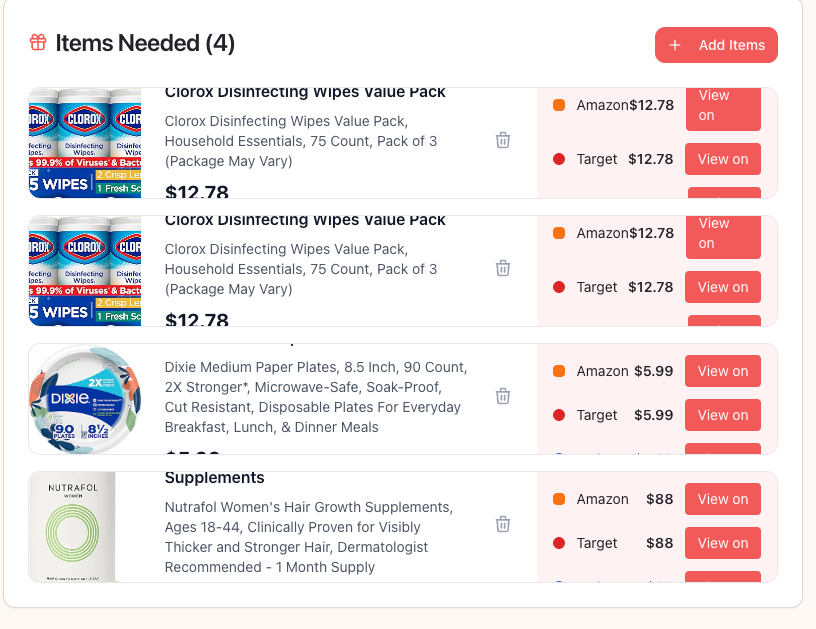 Items Needed (4)
+ Add Items
Clorox Disinfecting Wipes Value Pack
Clorox Disinfecting Wipes Value Pack,
Household Essentials, 75 Count, Pack of 3
(Package May Vary)
$12.78
Amazon $12.78 View on
Target $12.78 View on
CLOROX
Disinfecting
Wipes
99.9% of Viruses* & Bact
5 WIPES
2 Crisp Le
1 Fresh Sc
Clorox Disinfecting Wipes Value Pack
Clorox Disinfecting Wipes Value Pack,
Household Essentials, 75 Count, Pack of 3
(Package May Vary)
$12.78
Amazon $12.78 View on
Target $12.78 View on
CLOROX
Disinfecting
Wipes
99.9% of Viruses* & Bact
5 WIPES
2 Crisp Le
1 Fresh Sc
Dixie Medium Paper Plates, 8.5 Inch, 90 Count,
2X Stronger*, Microwave-Safe, Soak-Proof,
Cut Resistant, Disposable Plates For Everyday
Breakfast, Lunch, & Dinner Meals
$5.99
Amazon $5.99 View on
Target $5.99 View on
2X
DIXIE
90 8½
PLATES INCHES
Supplements
Nutrafol Women's Hair Growth Supplements,
Ages 18-44, Clinically Proven for Visibly
Thicker and Stronger Hair, Dermatologist
Recommended - 1 Month Supply
Amazon $88 View on
Target $88 View on
NUTRAFOL
WOMEN